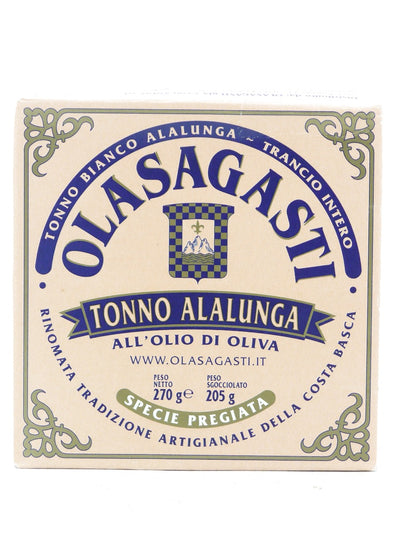 TONNO BIANCO ALALUNGA ~ TRANCIO INTERO
OLASAGASTI
TONNO ALALUNGA
ALL'OLIO DI OLIVA
WWW.OLASAGASTI.IT
PESO NETTO 270 g℮
PESO SGOCCIOLATO 205 g
SPECIE PREGIATA
• RINOMATA TRADIZIONE ARTIGIANALE DELLA COSTA BASCA •